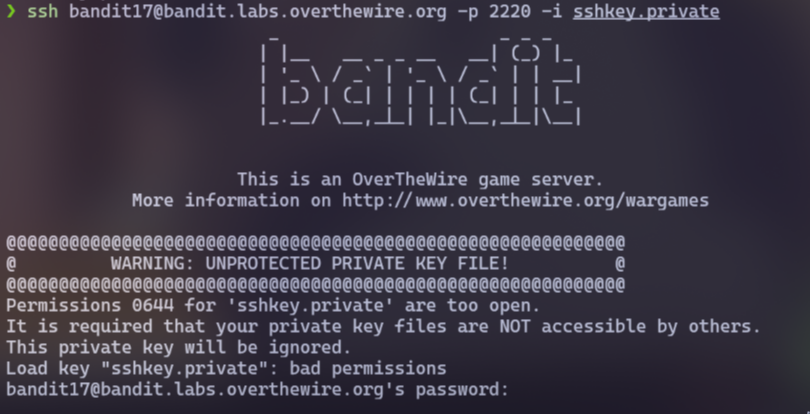 ❯ ssh bandit17@bandit.labs.overthewire.org -p 2220 -i sshkey.private
bandit
This is an OverTheWire game server.
More information on http://www.overthewire.org/wargames
@@@@@@@@@@@@@@@@@@@@@@@@@@@@@@@@@@@@@@@@@@@@@@@@@@@@@@@@@@@
@         WARNING: UNPROTECTED PRIVATE KEY FILE!          @
@@@@@@@@@@@@@@@@@@@@@@@@@@@@@@@@@@@@@@@@@@@@@@@@@@@@@@@@@@@
Permissions 0644 for 'sshkey.private' are too open.
It is required that your private key files are NOT accessible by others.
This private key will be ignored.
Load key "sshkey.private": bad permissions
bandit17@bandit.labs.overthewire.org's password: